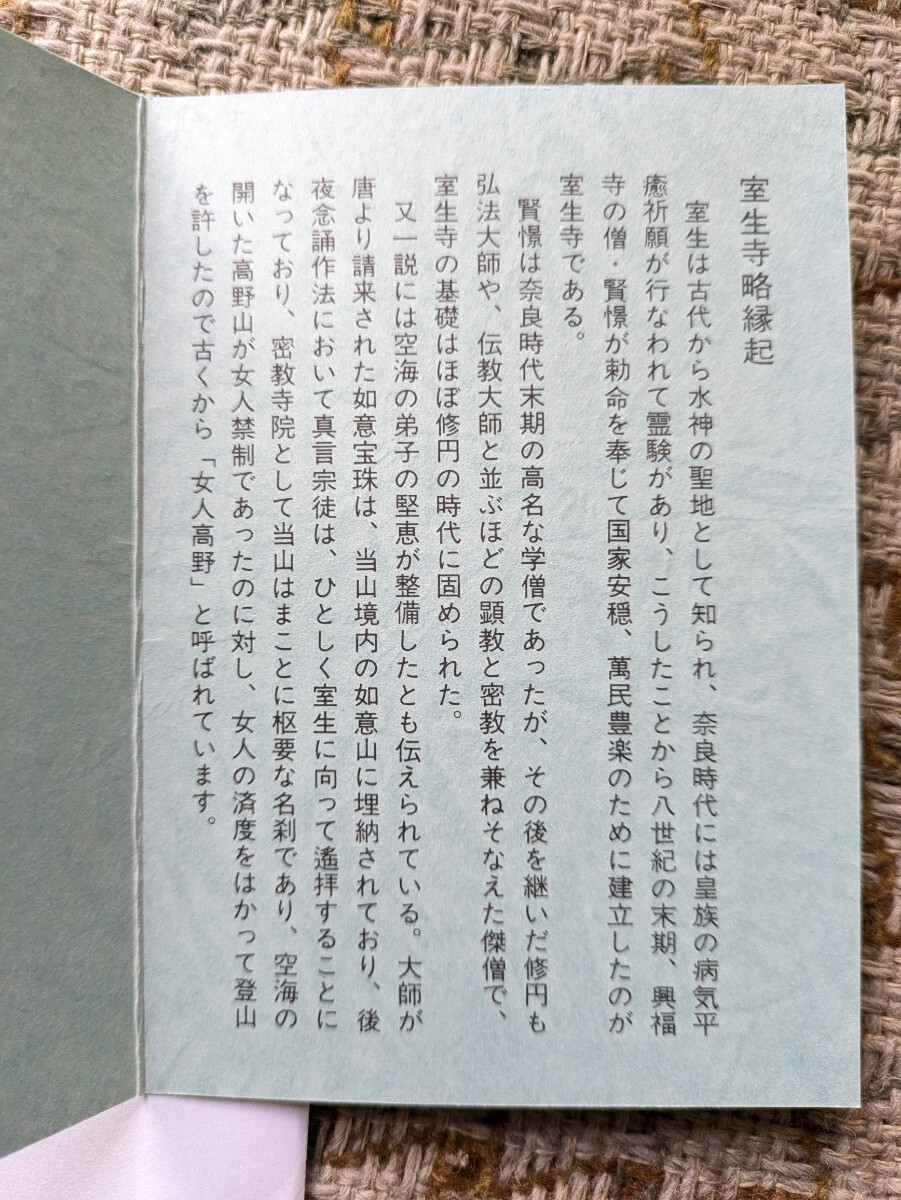 室生寺略縁起
室生は古代から水神の聖地として知られ、奈良時代には皇族の病気平
癒祈願が行なわれて霊験があり、こうしたことから八世紀の末期、興福
寺の僧・賢憬が勅命を奉じて国家安穏、萬民豊楽のために建立したのが
室生寺である。
賢憬は奈良時代末期の高名な学僧であったが、その後を継いだ修円も
弘法大師や、伝教大師と並ぶほどの顕教と密教を兼ねそなえた傑僧で、
室生寺の基礎はほぼ修円の時代に固められた。
又一説には空海の弟子の堅恵が整備したとも伝えられている。大師が
唐より請来された如意宝珠は、当山境内の如意山に埋納されており、後
夜念誦作法において真言宗徒は、ひとしく室生に向って遙拝することに
なっており、密教寺院として当山はまことに枢要な名刹であり、空海の
開いた高野山が女人禁制であったのに対し、女人の済度をはかって登山
を許したので古くから「女人高野」と呼ばれています。